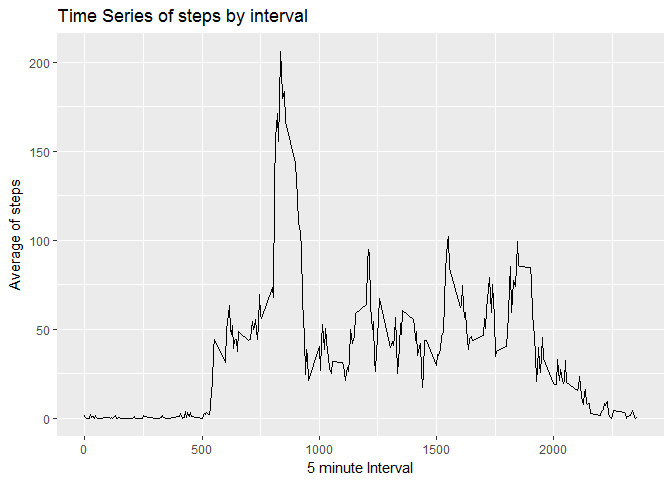 Time Series of steps by interval
Average of steps
200
150
100
50
0
0 500 1000 1500 2000
5 minute Interval